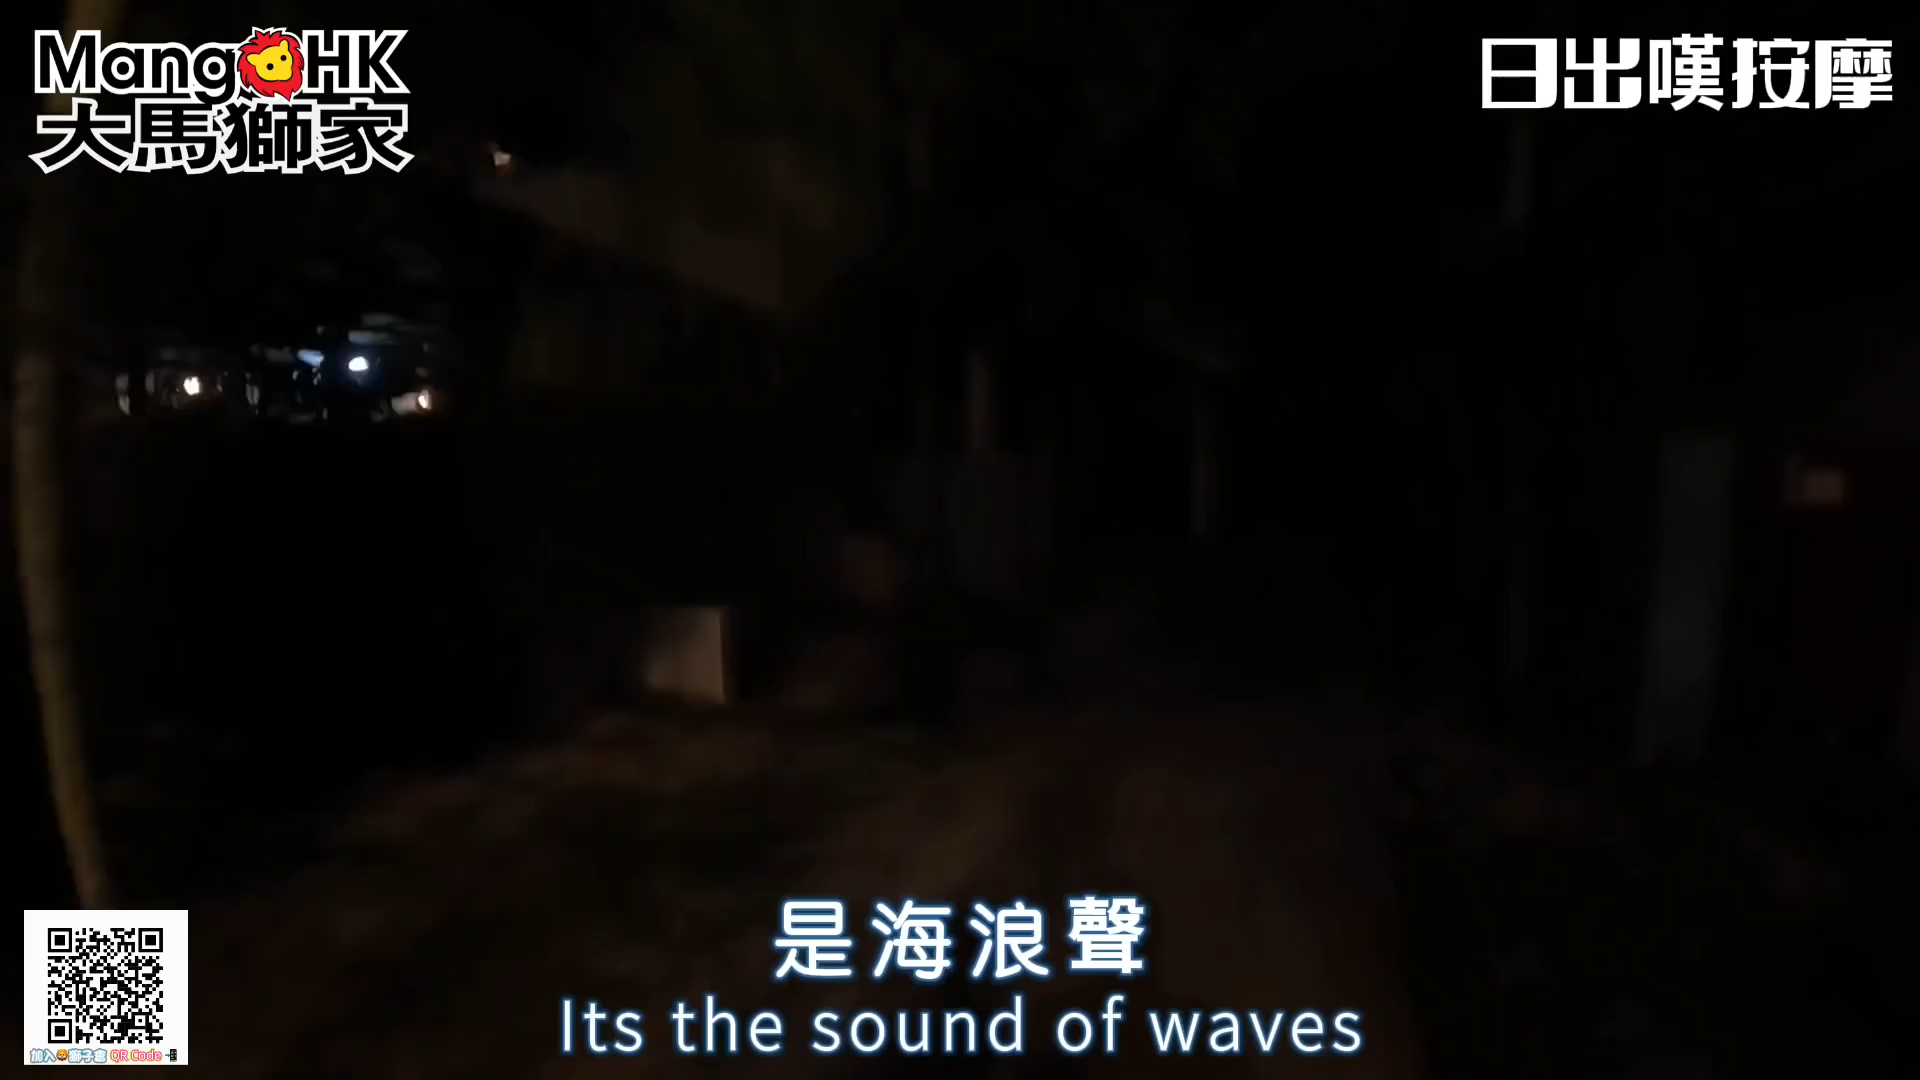 MangoHK
大馬獅家
日出嘆按摩
是海浪聲
Its the sound of waves
加入獅子會 QR Code